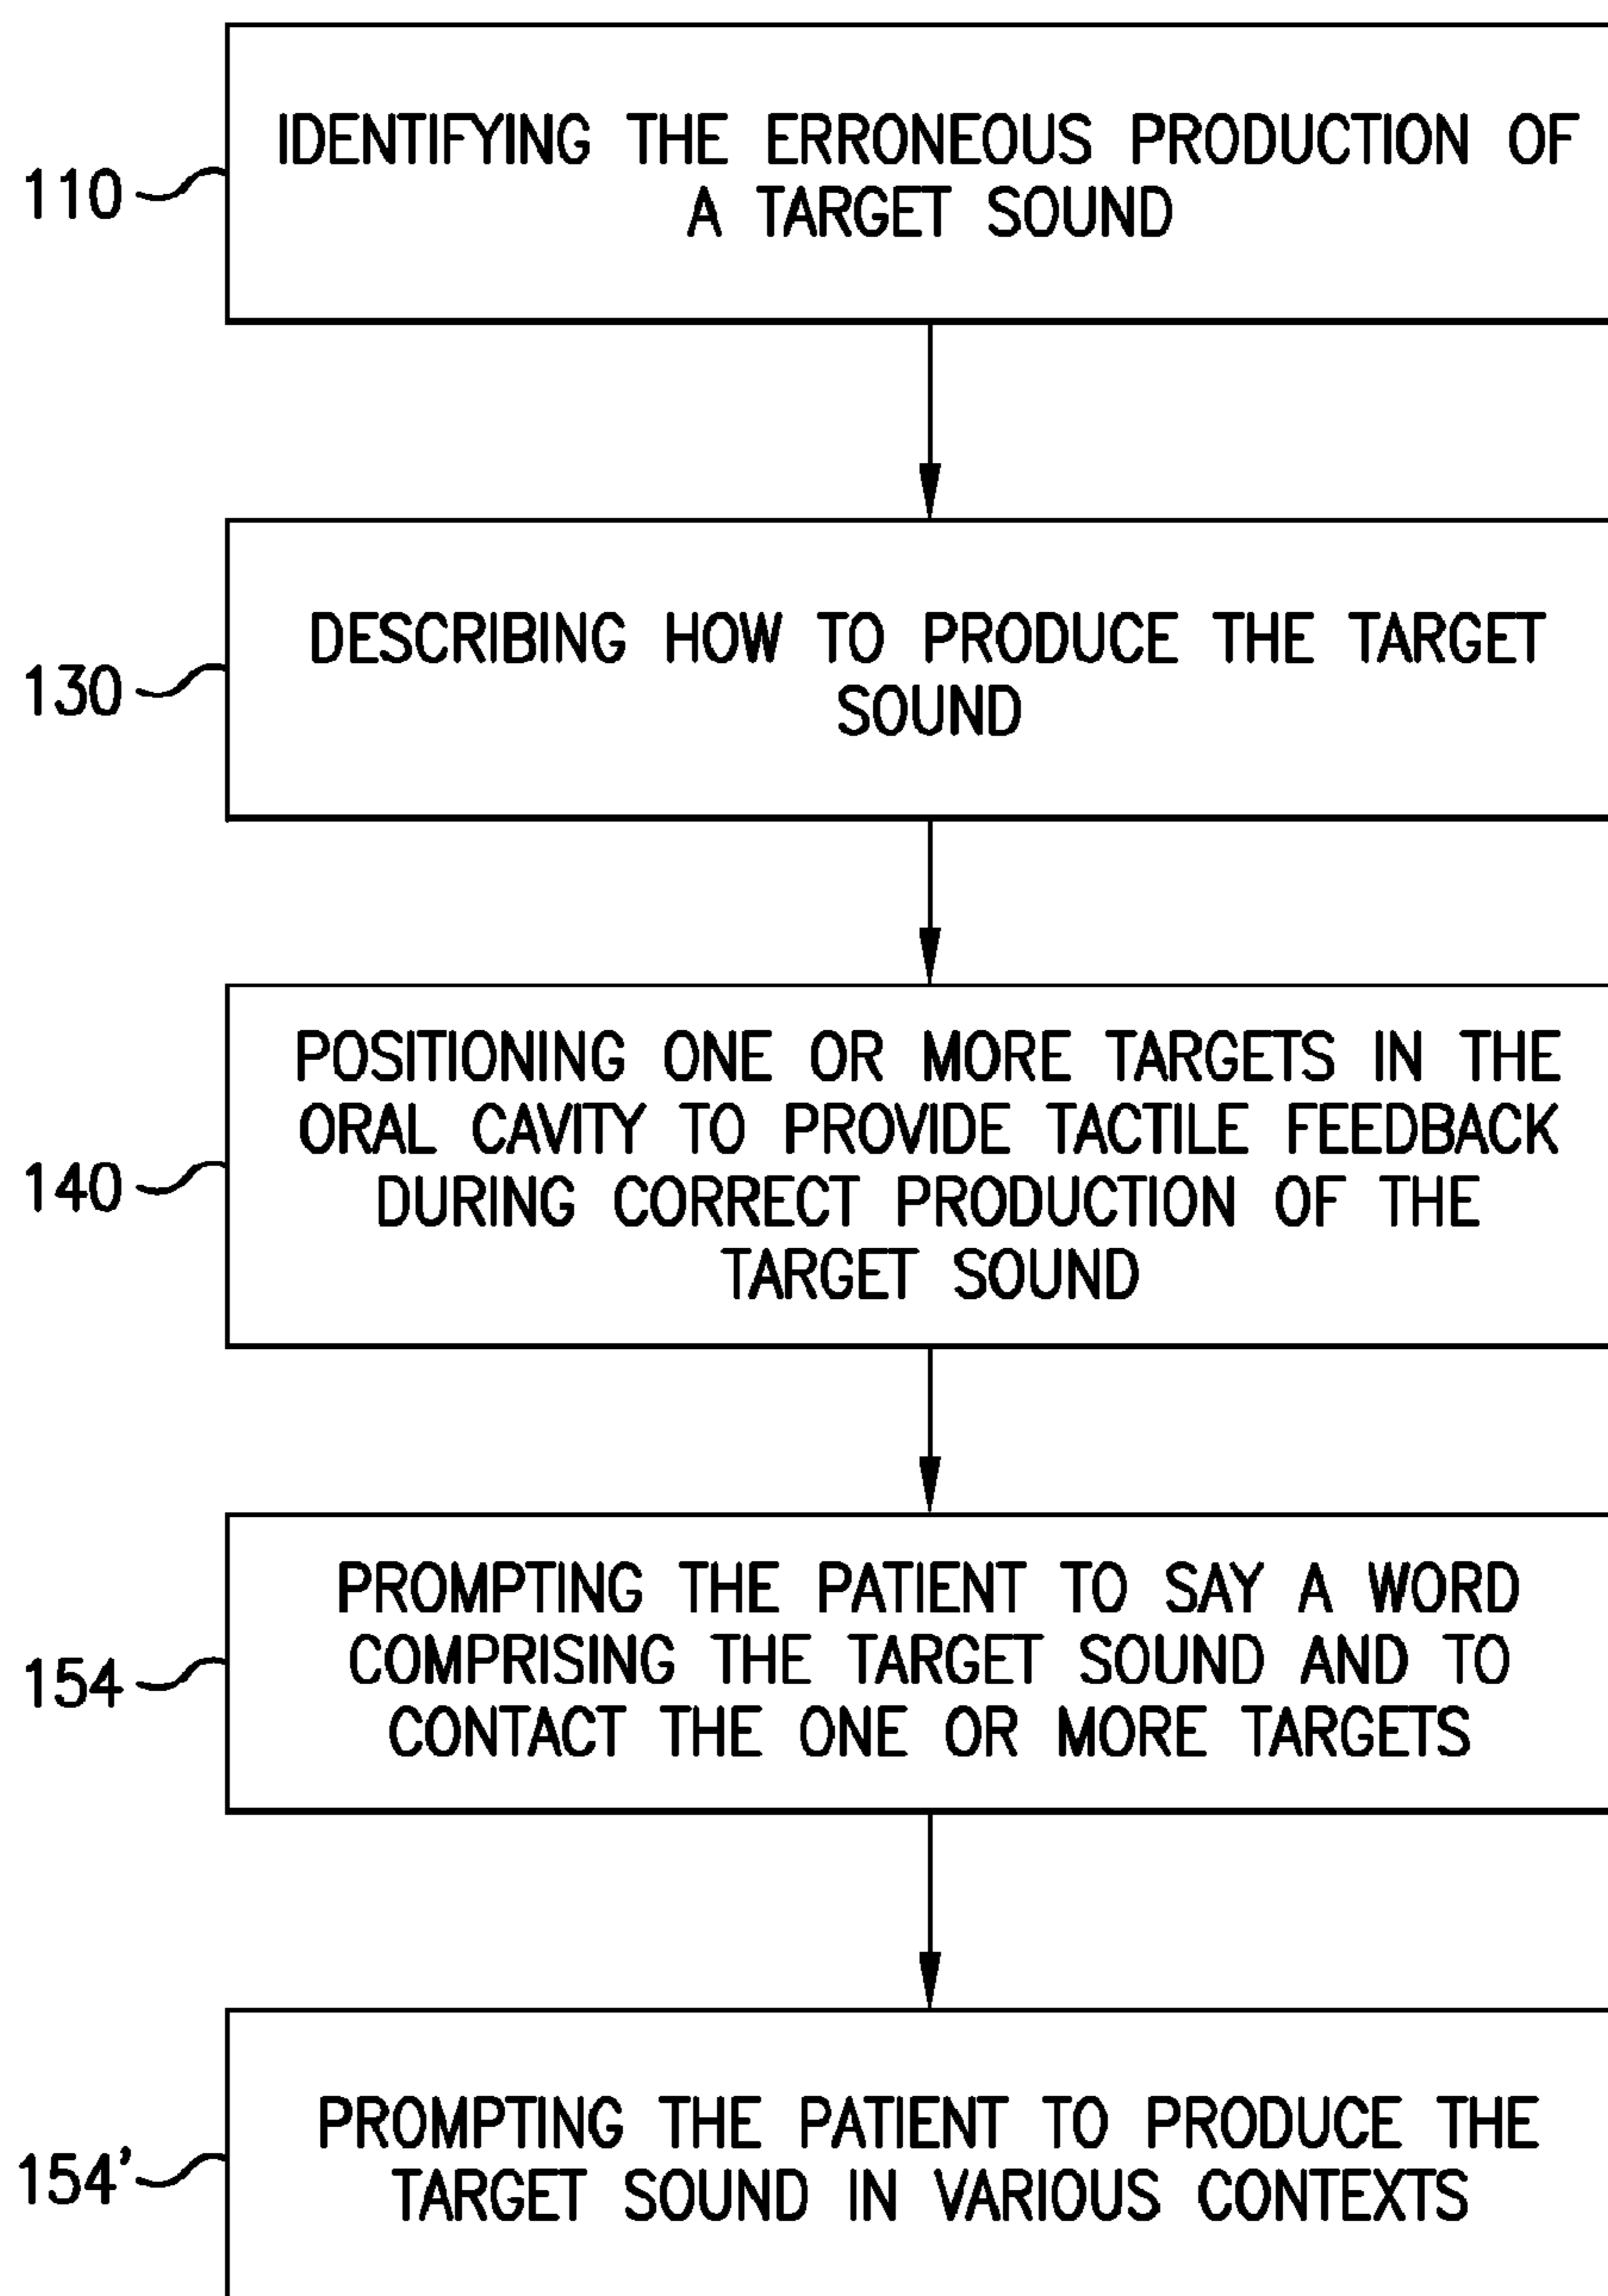 IDENTIFYING THE ERRONEOUS PRODUCTION OF
A TARGET SOUND
110
DESCRIBING HOW TO PRODUCE THE TARGET
SOUND
130
POSITIONING ONE OR MORE TARGETS IN THE
ORAL CAVITY TO PROVIDE TACTILE FEEDBACK
DURING CORRECT PRODUCTION OF THE
TARGET SOUND
140
PROMPTING THE PATIENT TO SAY A WORD
COMPRISING THE TARGET SOUND AND TO
CONTACT THE ONE OR MORE TARGETS
154
PROMPTING THE PATIENT TO PRODUCE THE
TARGET SOUND IN VARIOUS CONTEXTS
154'